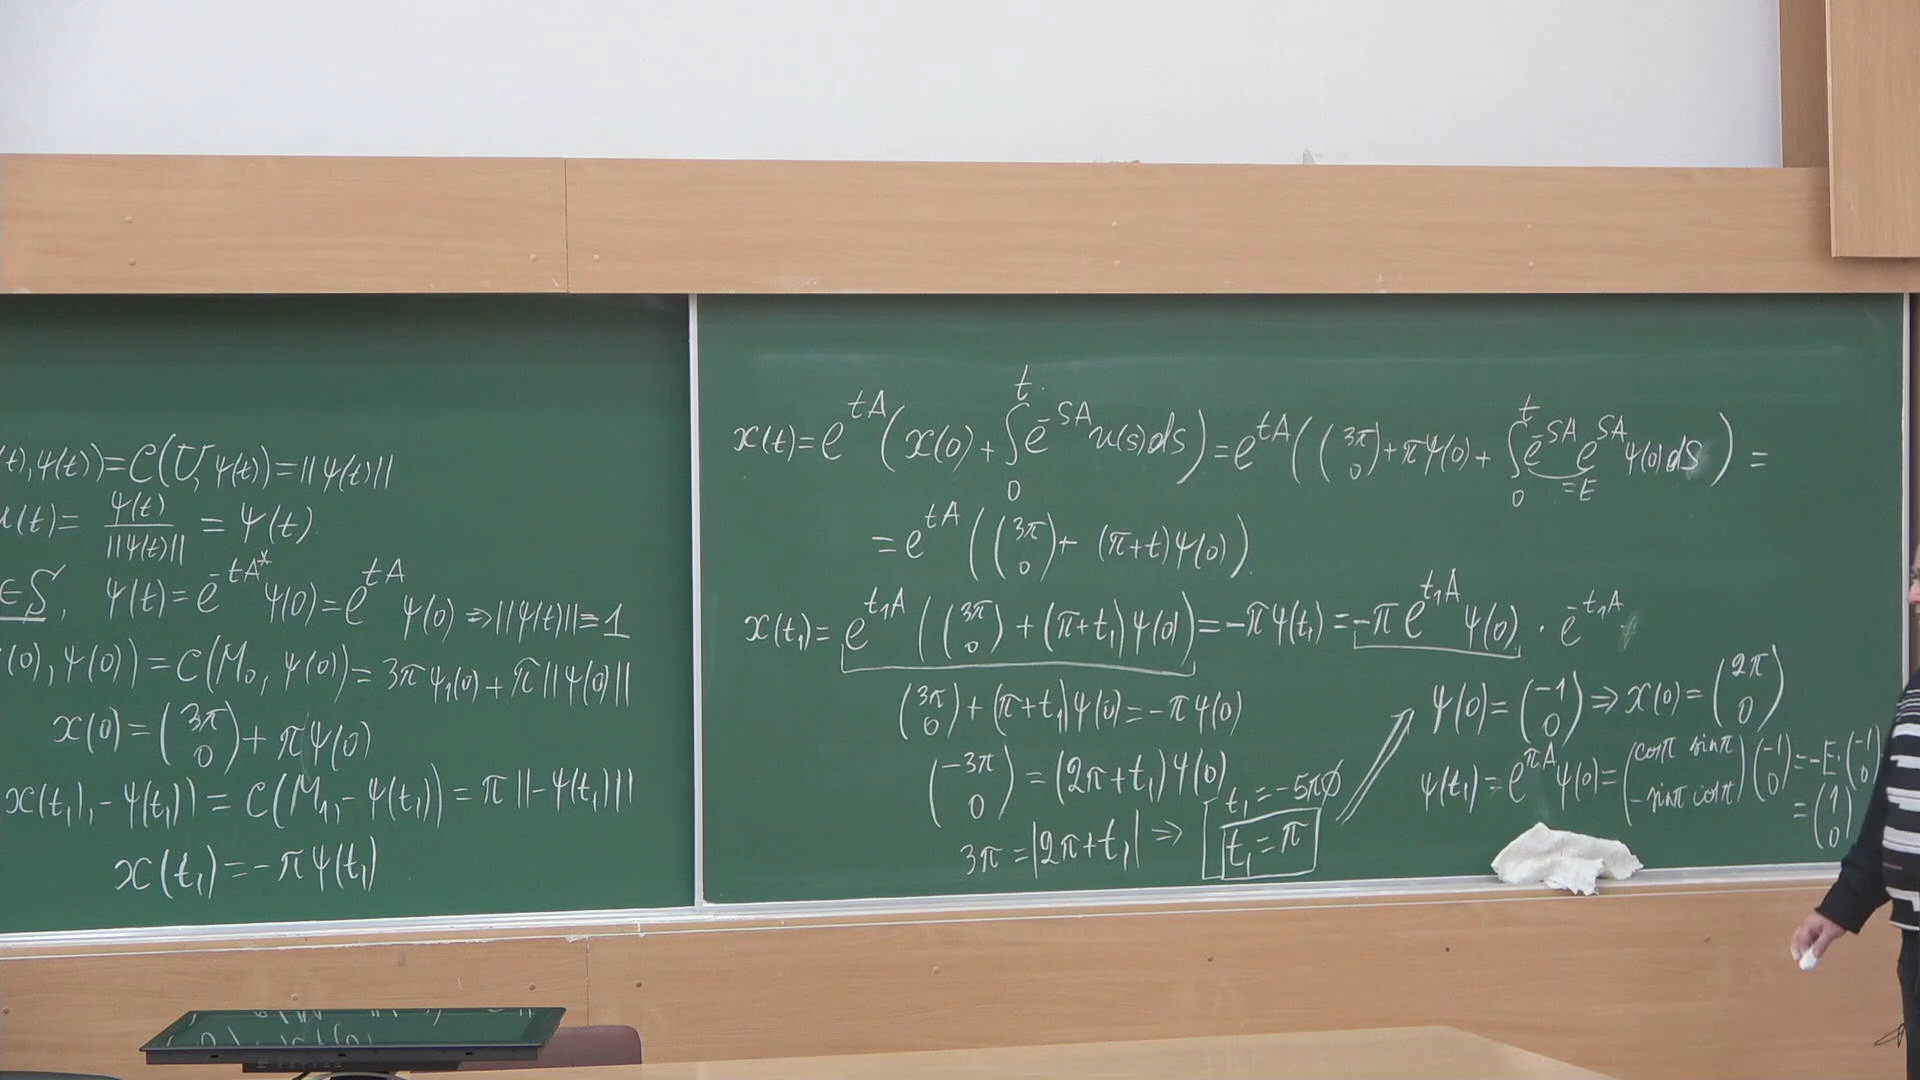 t), ψ(t)) = c(U, ψ(t)) = ||ψ(t)||
u(t) = ψ(t)/||ψ(t)|| = ψ(t)
∈ S, ψ(t) = e^{-tA*} ψ(0) = e^{tA} ψ(0) ⇒ ||ψ(t)|| ≡ 1
(0), ψ(0)) = c(M₀, ψ(0)) = 3π ψ₁(0) + π||ψ(0)||
x(0) = (3π 0) + πψ(0)
x(t₁), -ψ(t₁)) = c(M₁, -ψ(t₁)) = π||-ψ(t₁)||
x(t₁) = -πψ(t₁)
x(t) = e^{tA} ( x(0) + ∫₀^t e^{-sA} u(s) ds ) = e^{tA} ( (3π 0) + πψ(0) + ∫₀^t e^{-sA} e^{sA} ψ(0) ds ) =
=E
= e^{tA} ( (3π 0) + (π+t) ψ(0) )
x(t₁) = e^{t₁A} ( (3π 0) + (π+t₁) ψ(0) ) = -πψ(t₁) = -π e^{t₁A} ψ(0) · e^{-t₁A}
(3π 0) + (π+t₁) ψ(0) = -πψ(0)
(-3π 0) = (2π+t₁) ψ(0)
3π = |2π+t₁| ⇒ [ t₁ = -5π ∅
t₁ = π
ψ(0) = (-1 0) ⇒ x(0) = (2π 0)
ψ(t₁) = e^{πA} ψ(0) = (cosπ sinπ -sinπ cosπ) (-1 0) = -E·(-1 0)
= (1 0)